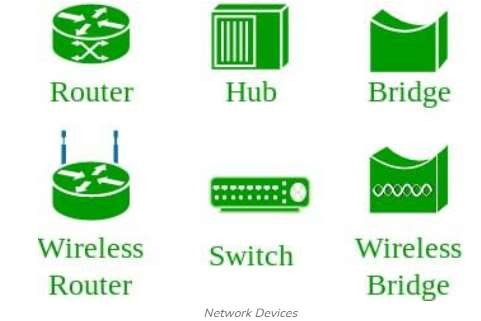 Router
Hub
Bridge
Wireless
Router
Switch
Wireless
Bridge
Network Devices